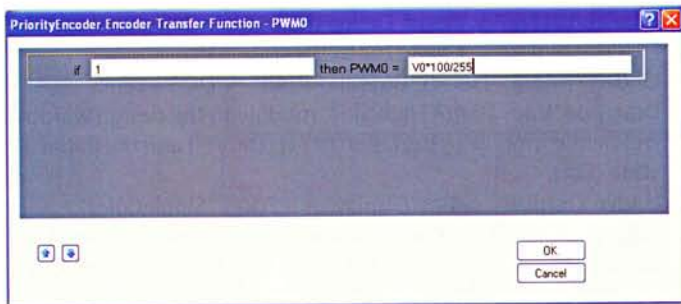 PriorityEncoder, Encoder Transfer Function - PWM0
if 1 then PWM0 = V0*100/255
OK
Cancel